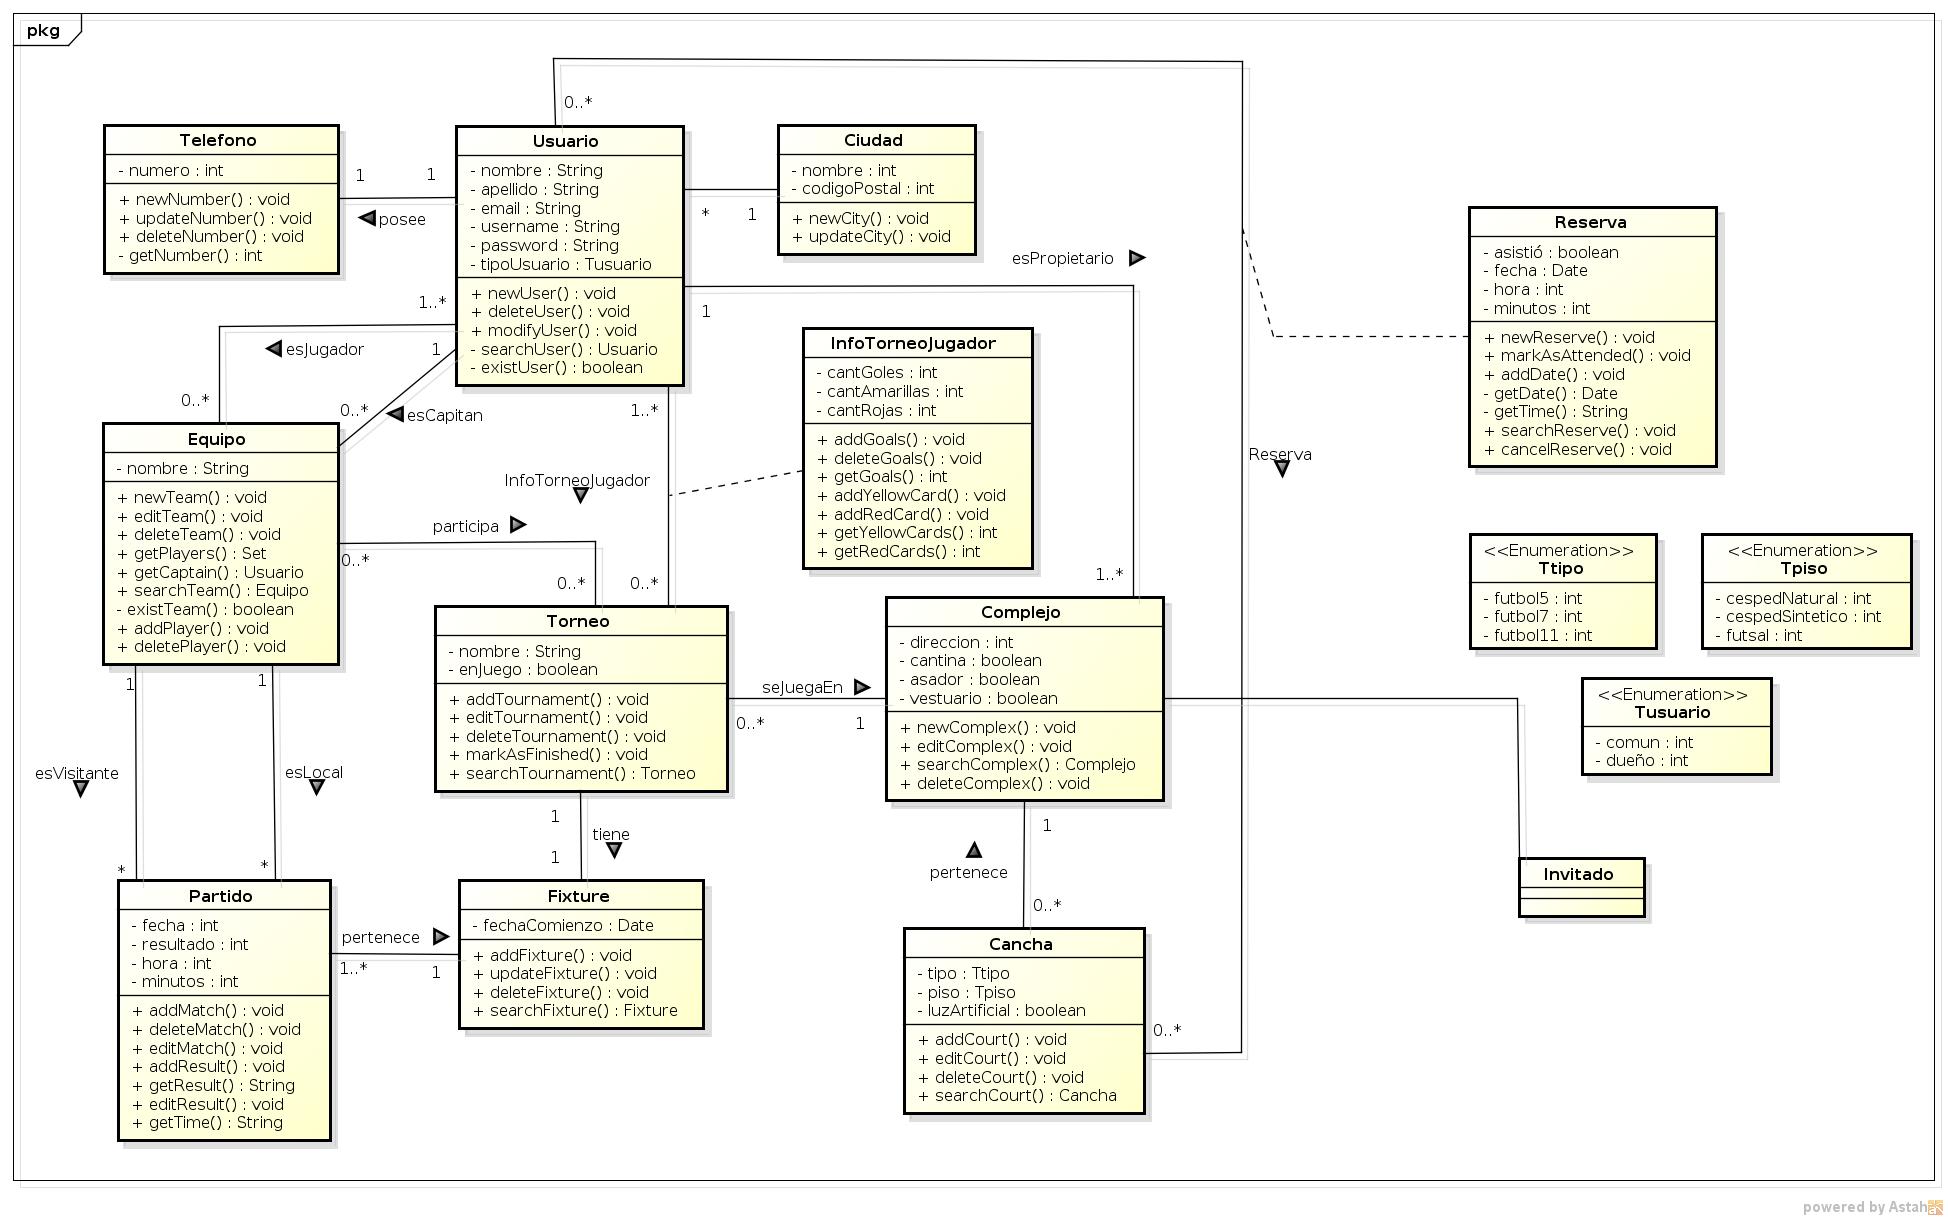 pkg
0..*
Telefono
- numero : int
+ newNumber() : void
+ updateNumber() : void
+ deleteNumber() : void
- getNumber() : int
1
1
posee
Usuario
- nombre : String
- apellido : String
- email : String
- username : String
- password : String
- tipoUsuario : Tusuario
+ newUser() : void
+ deleteUser() : void
+ modifyUser() : void
- searchUser() : Usuario
- existUser() : boolean
*
1
Ciudad
- nombre : int
- codigoPostal : int
+ newCity() : void
+ updateCity() : void
esPropietario
1
Reserva
- asistió : boolean
- fecha : Date
- hora : int
- minutos : int
+ newReserve() : void
+ markAsAttended() : void
+ addDate() : void
- getDate() : Date
- getTime() : String
+ searchReserve() : void
+ cancelReserve() : void
1..*
esJugador
0..*
1
0..*
esCapitan
1..*
InfoTorneoJugador
- cantGoles : int
- cantAmarillas : int
- cantRojas : int
+ addGoals() : void
+ deleteGoals() : void
+ getGoals() : int
+ addYellowCard() : void
+ addRedCard() : void
+ getYellowCards() : int
+ getRedCards() : int
Reserva
Equipo
- nombre : String
+ newTeam() : void
+ editTeam() : void
+ deleteTeam() : void
+ getPlayers() : Set
+ getCaptain() : Usuario
+ searchTeam() : Equipo
- existTeam() : boolean
+ addPlayer() : void
+ deletePlayer() : void
InfoTorneoJugador
participa
0..*
0..*
0..*
1..*
<<Enumeration>>
Ttipo
- futbol5 : int
- futbol7 : int
- futbol11 : int
<<Enumeration>>
Tpiso
- cespedNatural : int
- cespedSintetico : int
- futsal : int
Torneo
- nombre : String
- enJuego : boolean
+ addTournament() : void
+ editTournament() : void
+ deleteTournament() : void
+ markAsFinished() : void
+ searchTournament() : Torneo
seJuegaEn
0..*
1
Complejo
- direccion : int
- cantina : boolean
- asador : boolean
- vestuario : boolean
+ newComplex() : void
+ editComplex() : void
+ searchComplex() : Complejo
+ deleteComplex() : void
<<Enumeration>>
Tusuario
- comun : int
- dueño : int
1
1
esVisitante
esLocal
*
*
1
tiene
1
1
pertenece
0..*
Invitado
Partido
- fecha : int
- resultado : int
- hora : int
- minutos : int
+ addMatch() : void
+ deleteMatch() : void
+ editMatch() : void
+ addResult() : void
+ getResult() : String
+ editResult() : void
+ getTime() : String
pertenece
1..*
1
Fixture
- fechaComienzo : Date
+ addFixture() : void
+ updateFixture() : void
+ deleteFixture() : void
+ searchFixture() : Fixture
Cancha
- tipo : Ttipo
- piso : Tpiso
- luzArtificial : boolean
+ addCourt() : void
+ editCourt() : void
+ deleteCourt() : void
+ searchCourt() : Cancha
0..*
powered by Astah